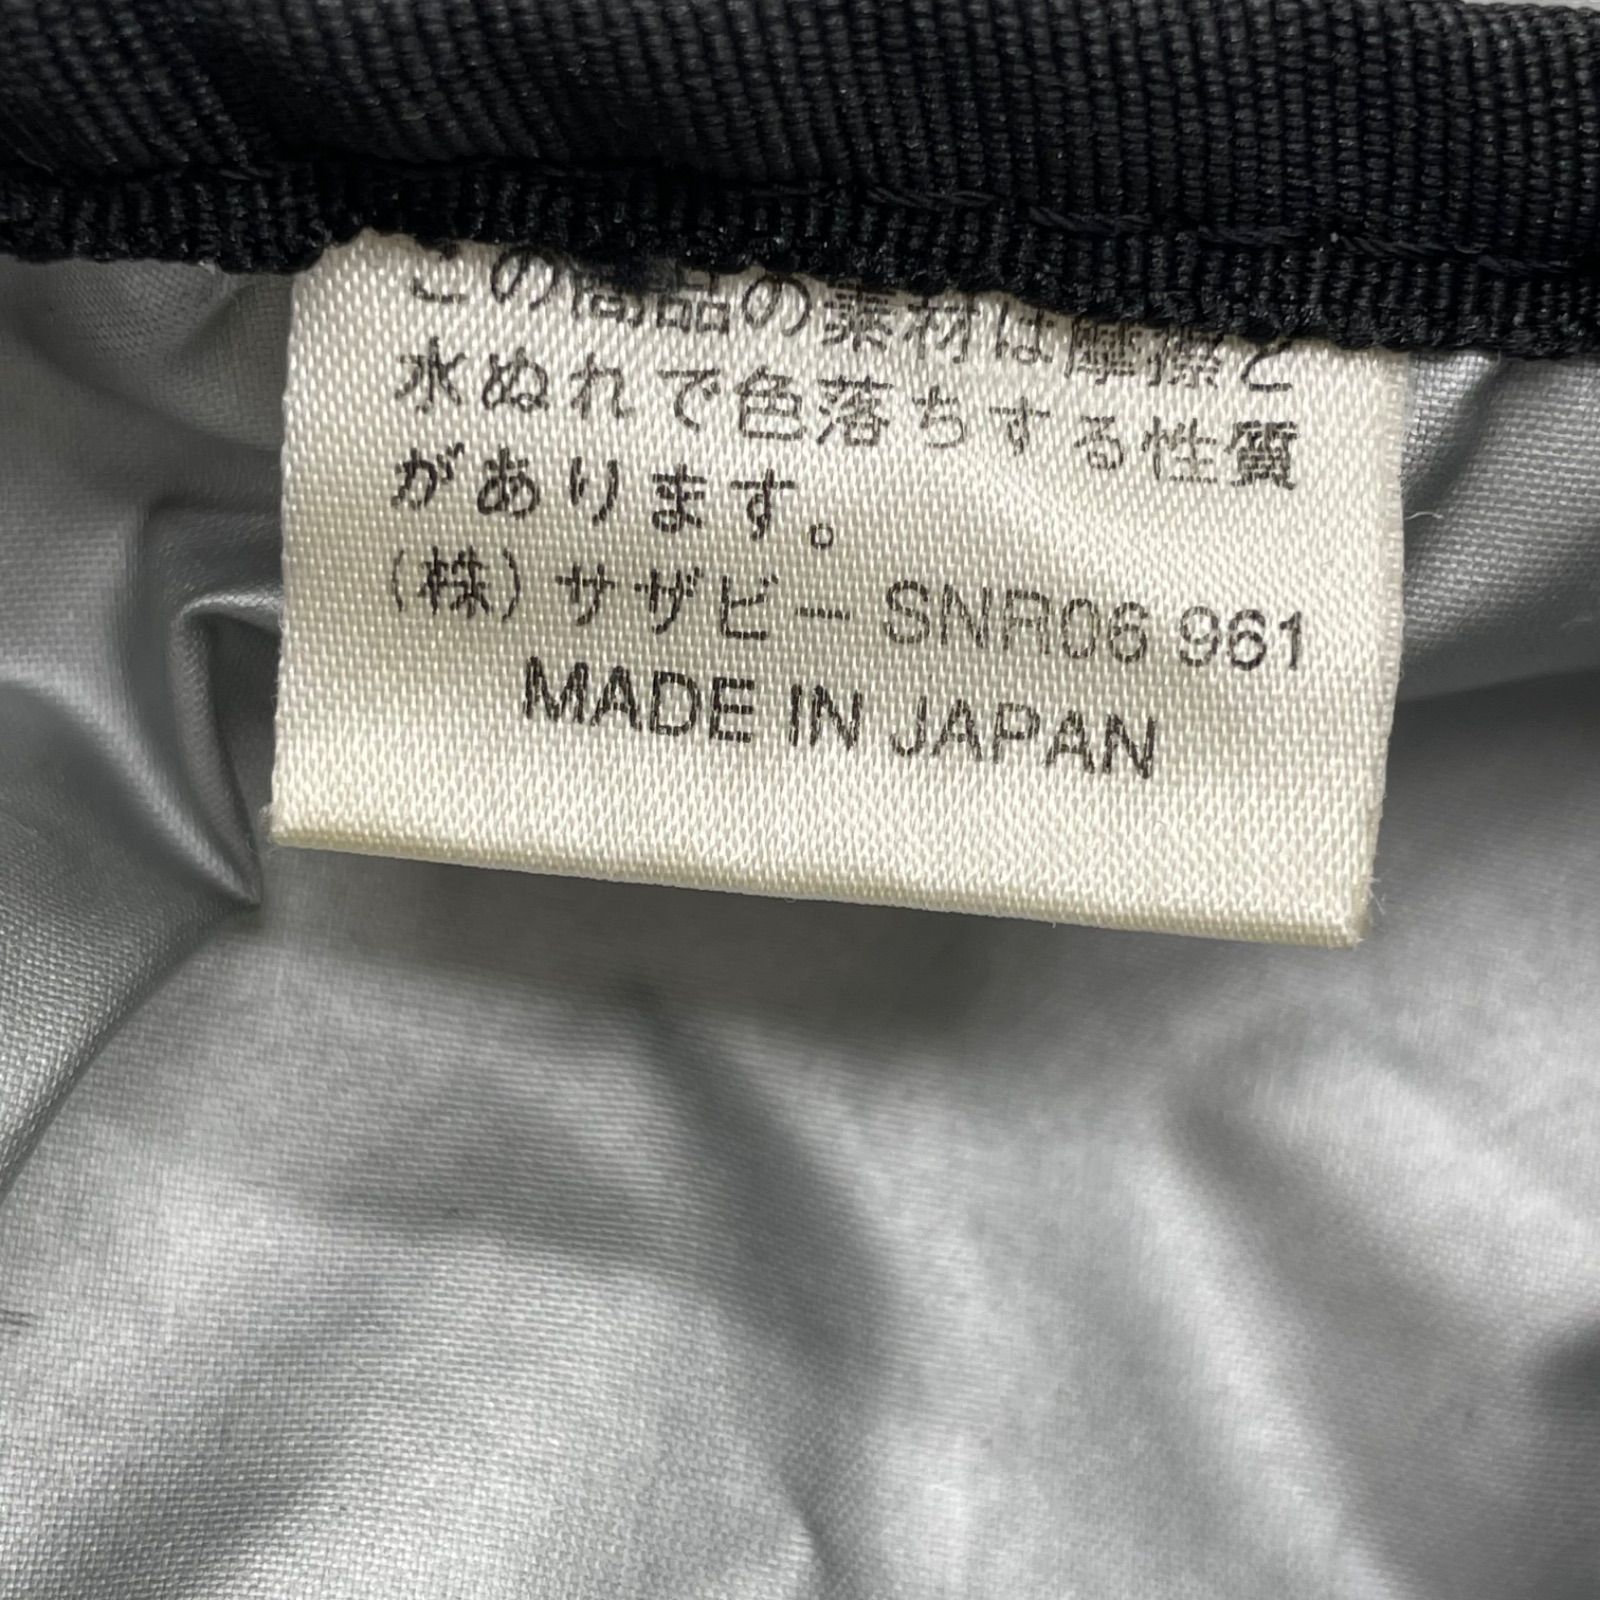 この商品の素材は摩擦と
水ぬれで色落ちする性質
があります。
(株)サザビー SNR06 961
MADE IN JAPAN